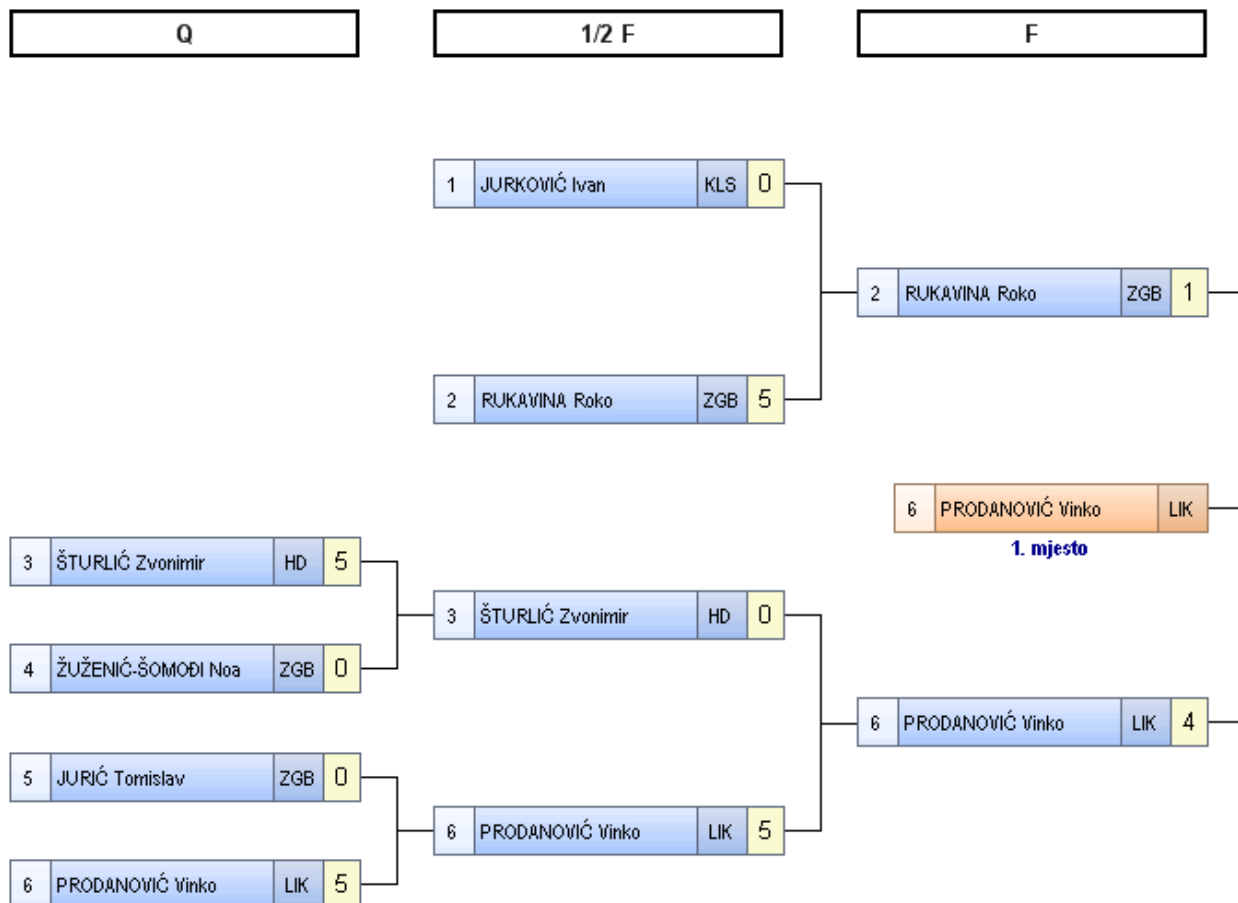 Q 1/2 F F
1 JURKOVIĆ Ivan KLS 0
2 RUKAVINA Roko ZGB 1
2 RUKAVINA Roko ZGB 5
6 PRODANOVIĆ Vinko LIK
1. mjesto
3 ŠTURLIĆ Zvonimir HD 5
3 ŠTURLIĆ Zvonimir HD 0
4 ŽUŽENIĆ-ŠOMOĐI Noa ZGB 0
6 PRODANOVIĆ Vinko LIK 4
5 JURIĆ Tomislav ZGB 0
6 PRODANOVIĆ Vinko LIK 5
6 PRODANOVIĆ Vinko LIK 5